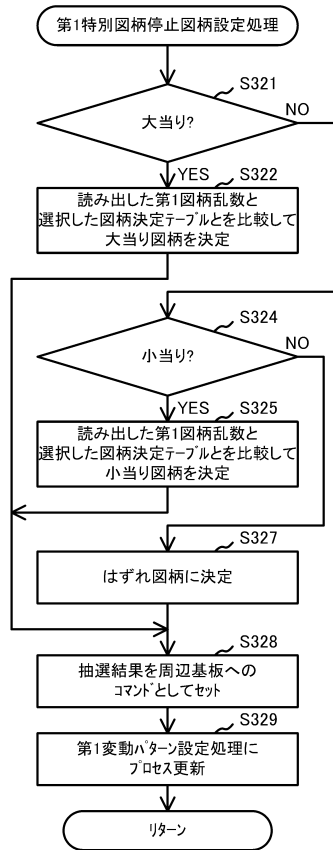 第1特別図柄停止図柄設定処理
S321
大当り?
NO
YES
S322
読み出した第1図柄乱数と
選択した図柄決定テーブルとを比較して
大当り図柄を決定
S324
小当り?
NO
YES
S325
読み出した第1図柄乱数と
選択した図柄決定テーブルとを比較して
小当り図柄を決定
S327
はずれ図柄に決定
S328
抽選結果を周辺基板への
コマンドとしてセット
S329
第1変動パターン設定処理に
プロセス更新
リターン